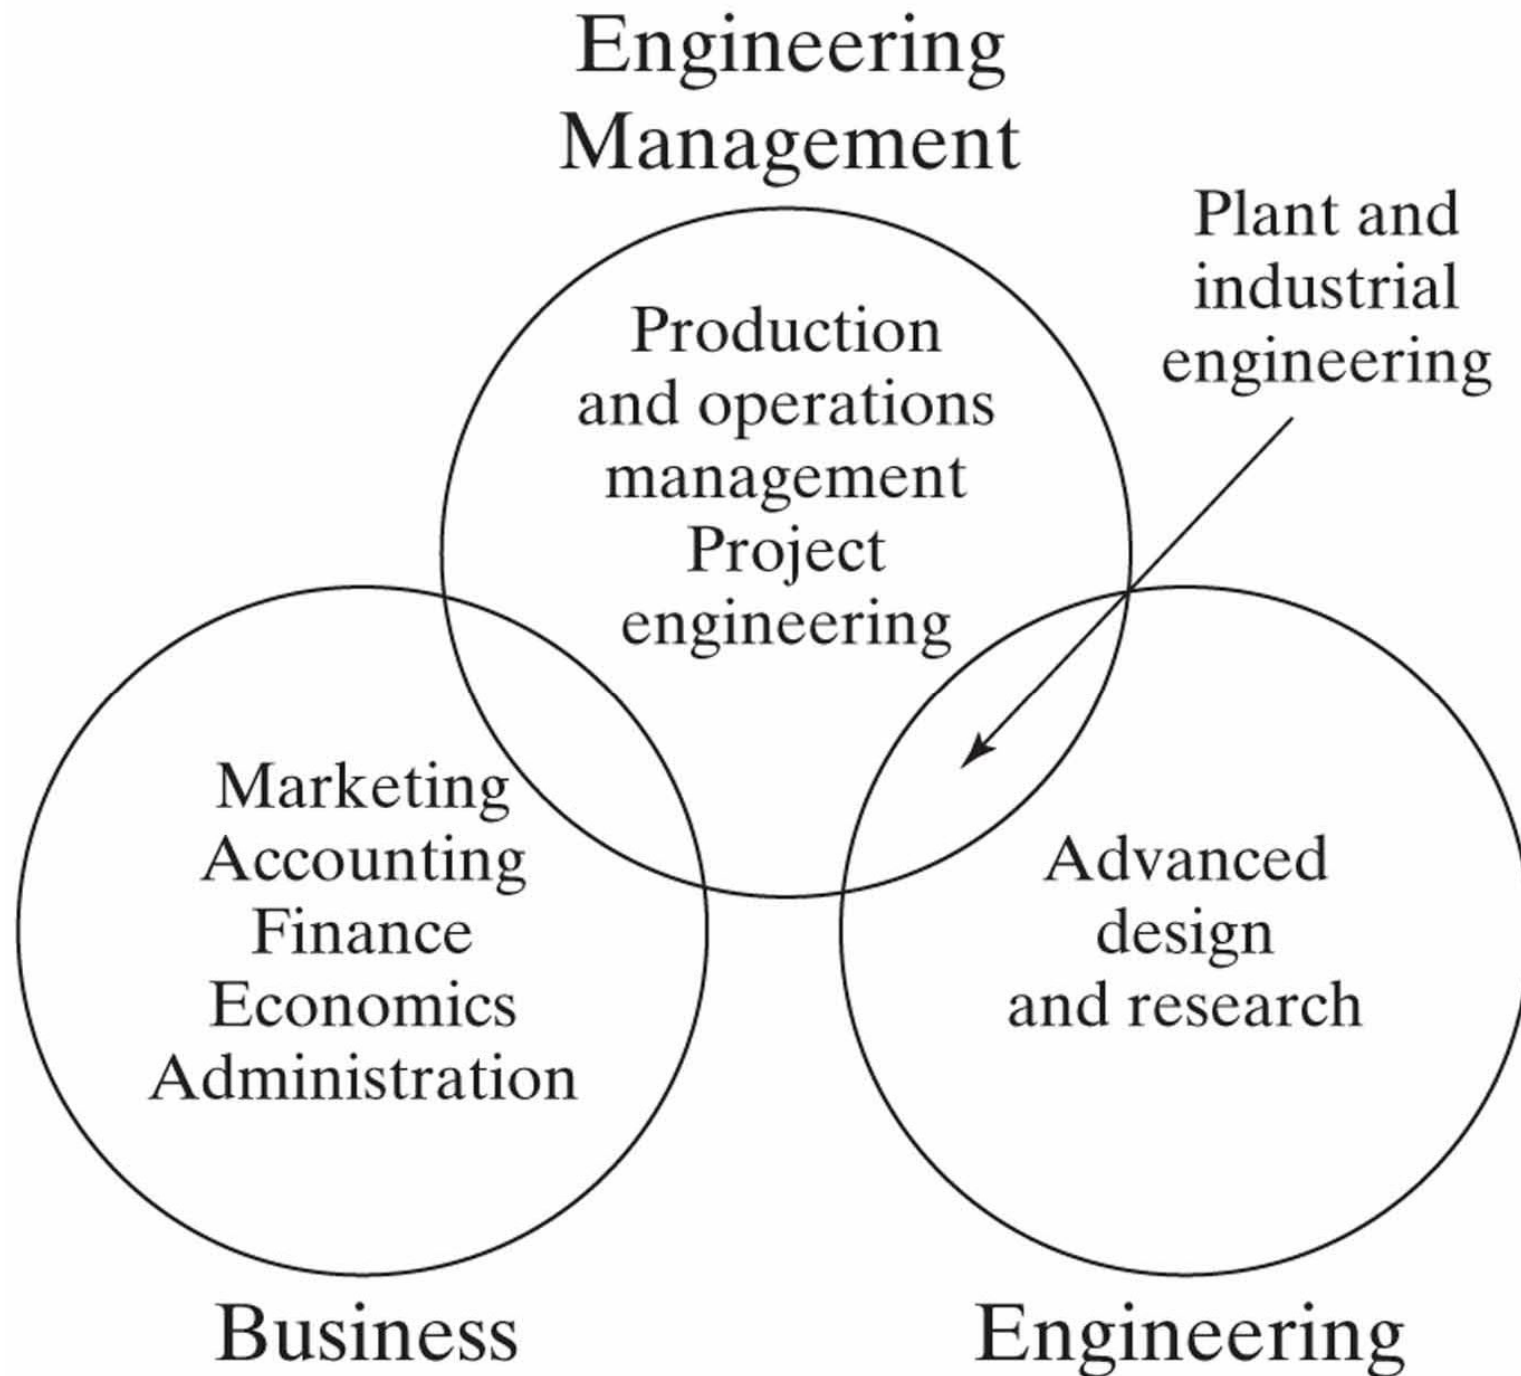 Engineering
Management
Plant and
industrial
engineering
Production
and operations
management
Project
engineering
Marketing
Accounting
Finance
Economics
Administration
Advanced
design
and research
Business
Engineering